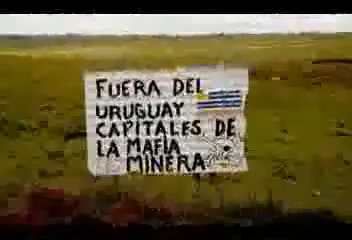 FUERA DEL
URUGUAY
CAPITALES DE
LA MAFIA
MINERA